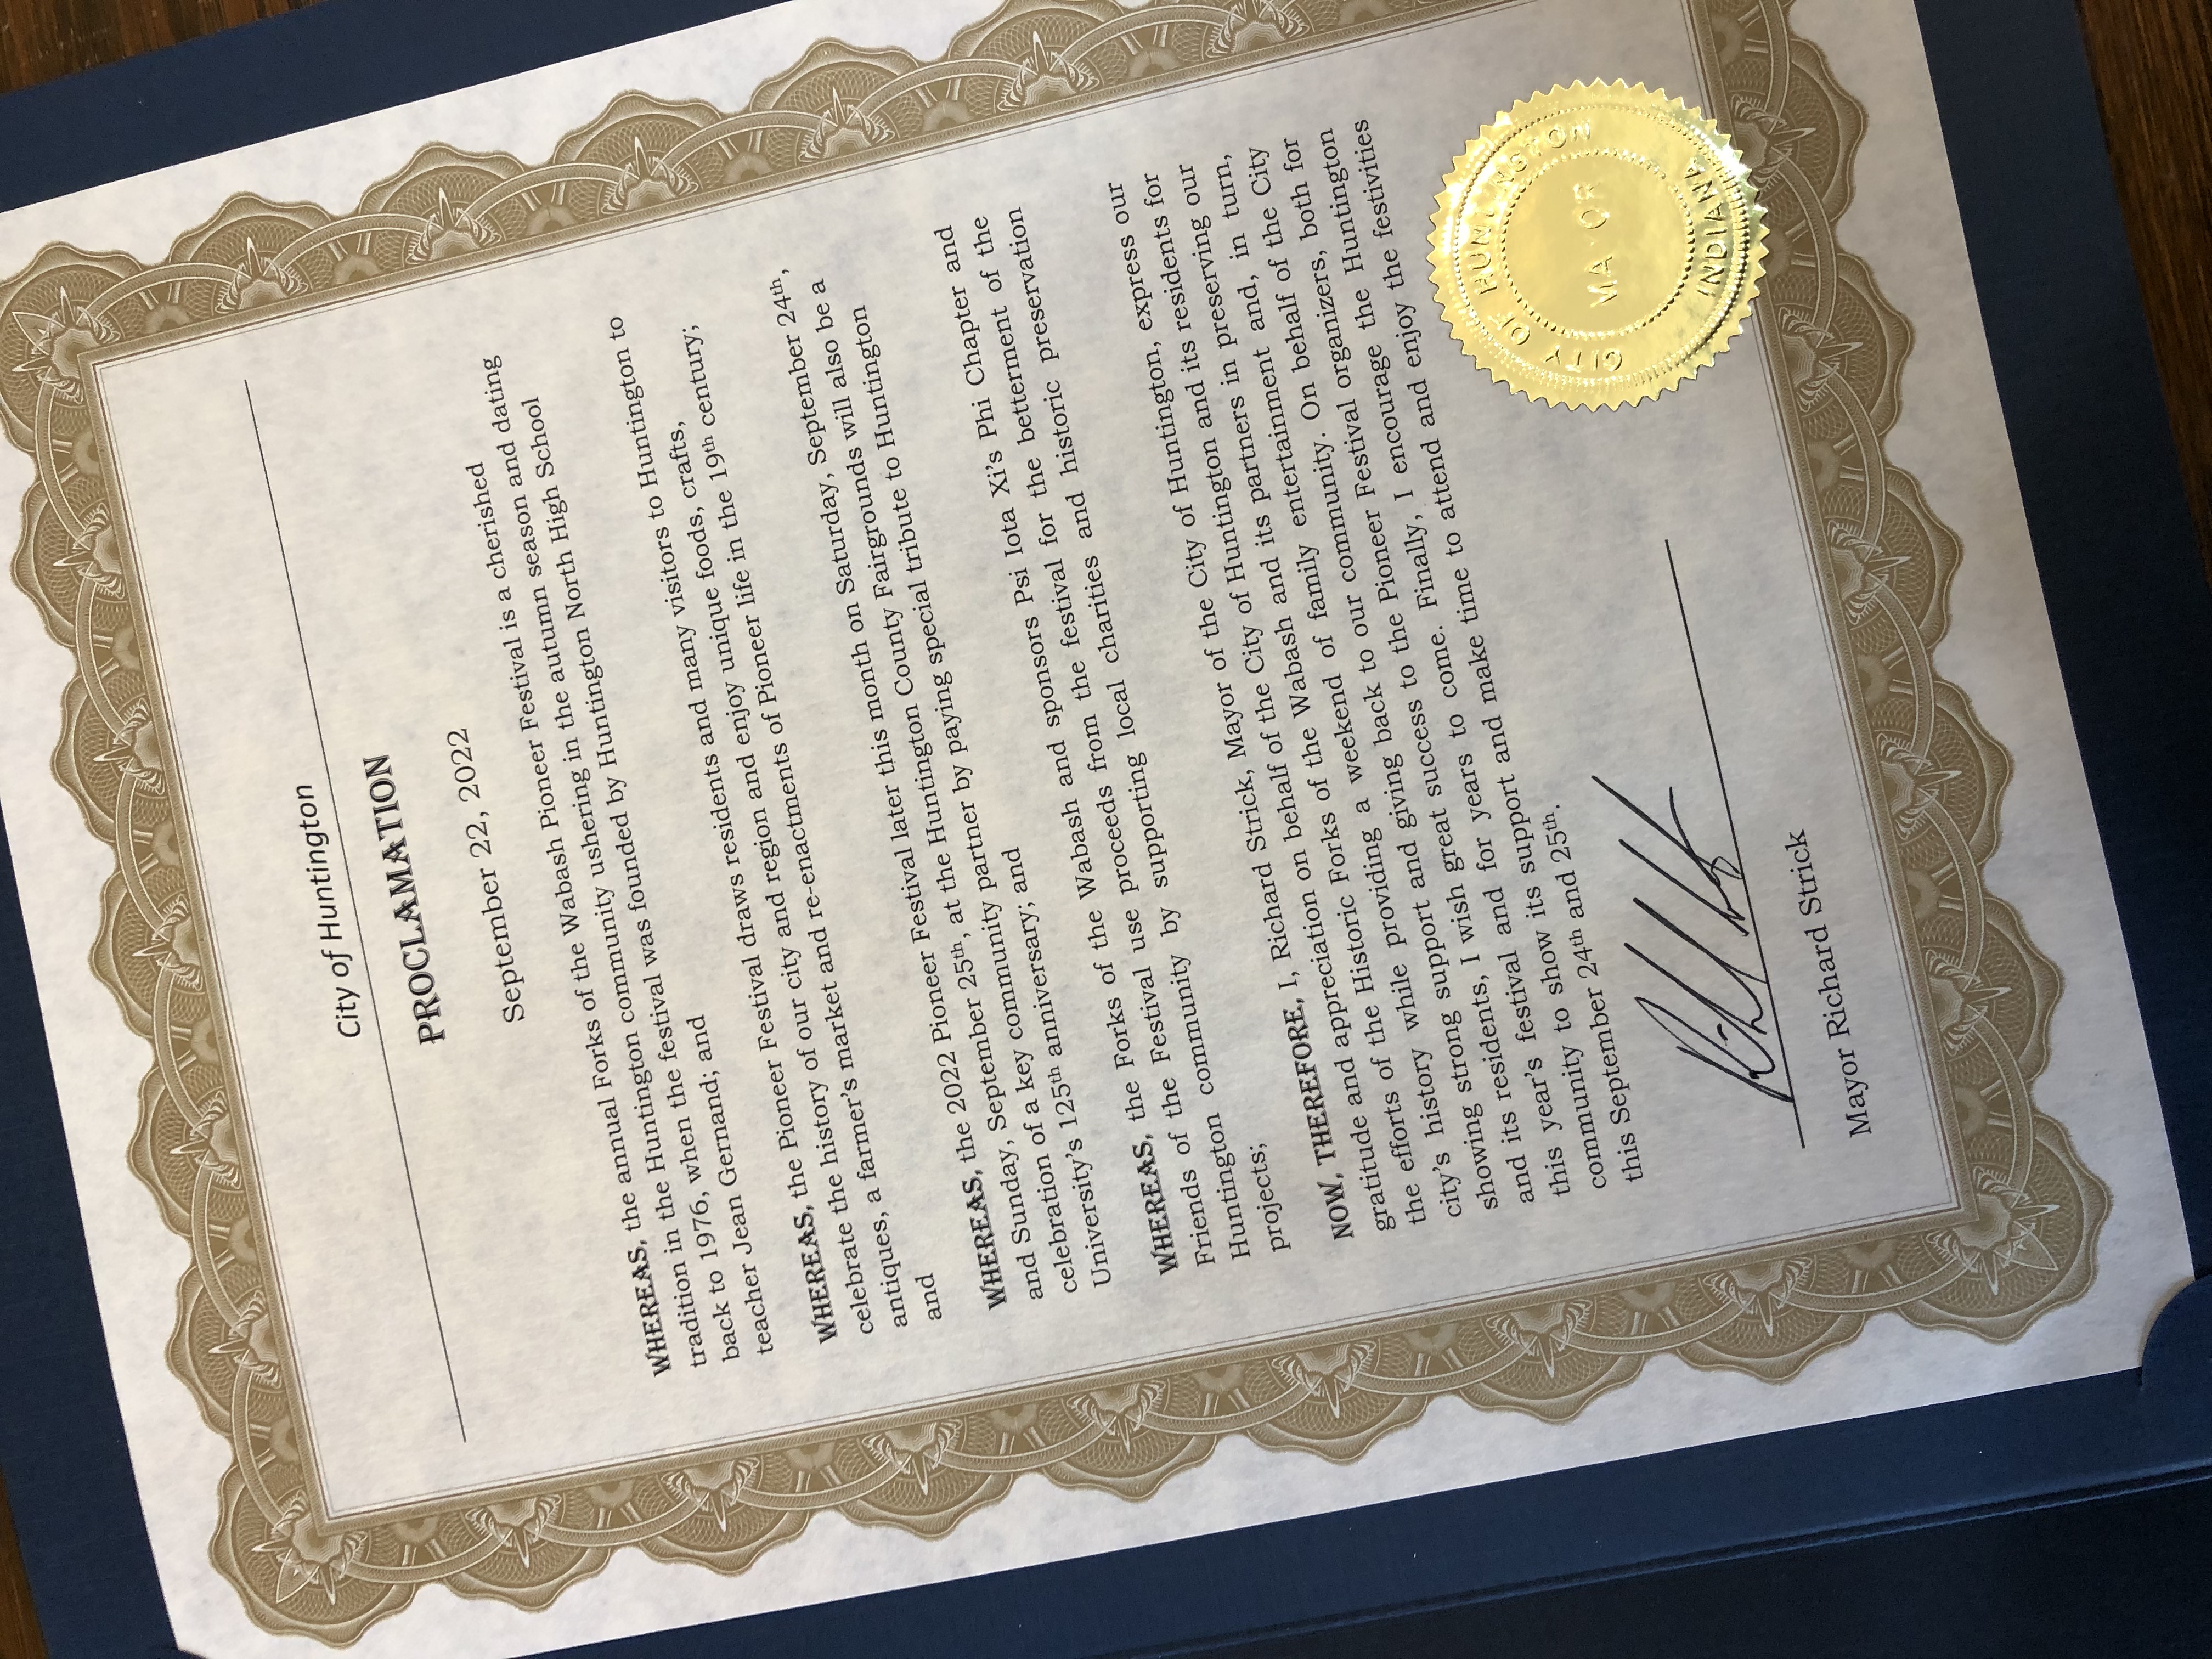 City of Huntington
PROCLAMATION
September 22, 2022
WHEREAS, the annual Forks of the Wabash Pioneer Festival is a cherished
tradition in the Huntington community ushering in the autumn season and dating
back to 1976, when the festival was founded by Huntington North High School
teacher Jean Gernand; and
WHEREAS, the Pioneer Festival draws residents and many visitors to Huntington to
celebrate the history of our city and region and enjoy unique foods, crafts,
antiques, a farmer's market and re-enactments of Pioneer life in the 19th century;
and
WHEREAS, the 2022 Pioneer Festival later this month on Saturday, September 24th,
and Sunday, September 25th, at the Huntington County Fairgrounds will also be a
celebration of a key community partner by paying special tribute to Huntington
University's 125th anniversary; and
WHEREAS, the Forks of the Wabash and sponsors Psi Iota Xi's Phi Chapter and
Friends of the Festival use proceeds from the festival for the betterment of the
Huntington community by supporting local charities and historic preservation
projects;
NOW, THEREFORE, I, Richard Strick, Mayor of the City of Huntington, express our
gratitude and appreciation on behalf of the City of Huntington and its residents for
the efforts of the Historic Forks of the Wabash and its partners in preserving our
city's history while providing a weekend of family entertainment and, in turn,
showing strong support and giving back to our community. On behalf of the City
and its residents, I wish great success to the Pioneer Festival organizers, both for
this year's festival and for years to come. Finally, I encourage the Huntington
community to show its support and make time to attend and enjoy the festivities
this September 24th and 25th.
Mayor Richard Strick
CITY OF HUNTINGTON
MAYOR
INDIANA